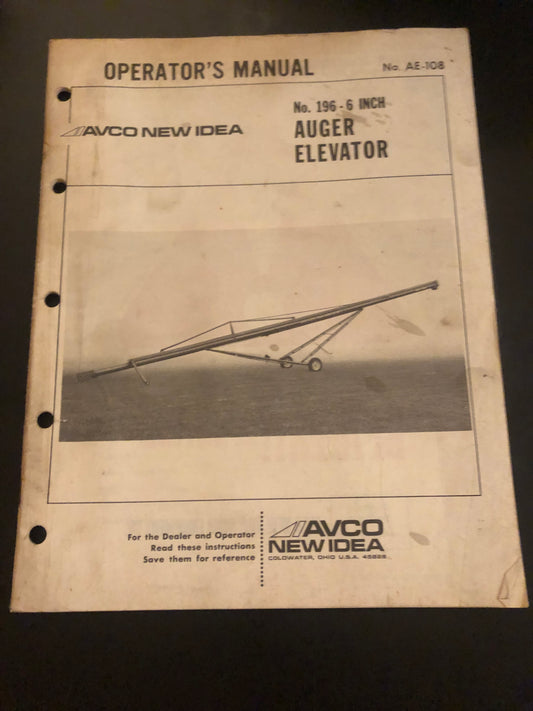 OPERATOR'S MANUAL
No. AE-108
AVCO NEW IDEA
No. 196 - 6 INCH
AUGER
ELEVATOR
For the Dealer and Operator
Read these instructions
Save them for reference
AVCO
NEW IDEA
COLDWATER, OHIO U.S.A. 45828